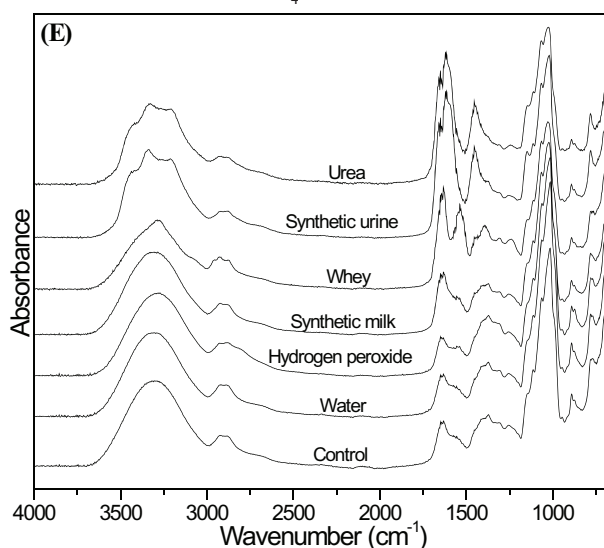 4
(E)
Urea
Synthetic urine
Whey
Synthetic milk
Hydrogen peroxide
Water
Control
Absorbance
4000 3500 3000 2500 2000 1500 1000
Wavenumber (cm-1)